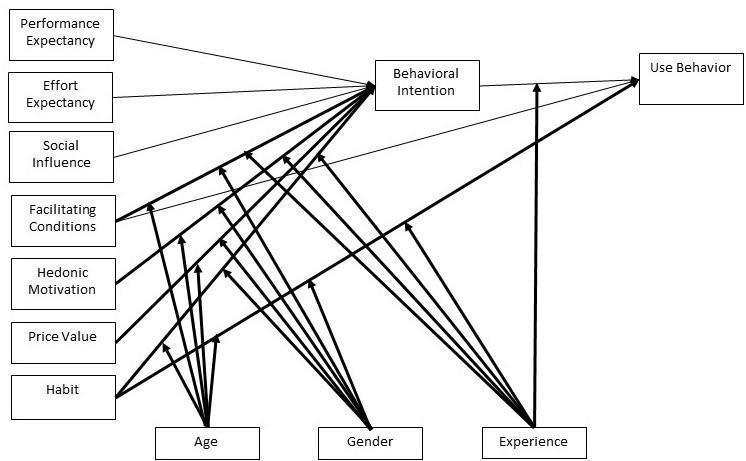 Performance
Expectancy
Effort
Expectancy
Social
Influence
Facilitating
Conditions
Hedonic
Motivation
Price Value
Habit
Behavioral
Intention
Use Behavior
Age
Gender
Experience